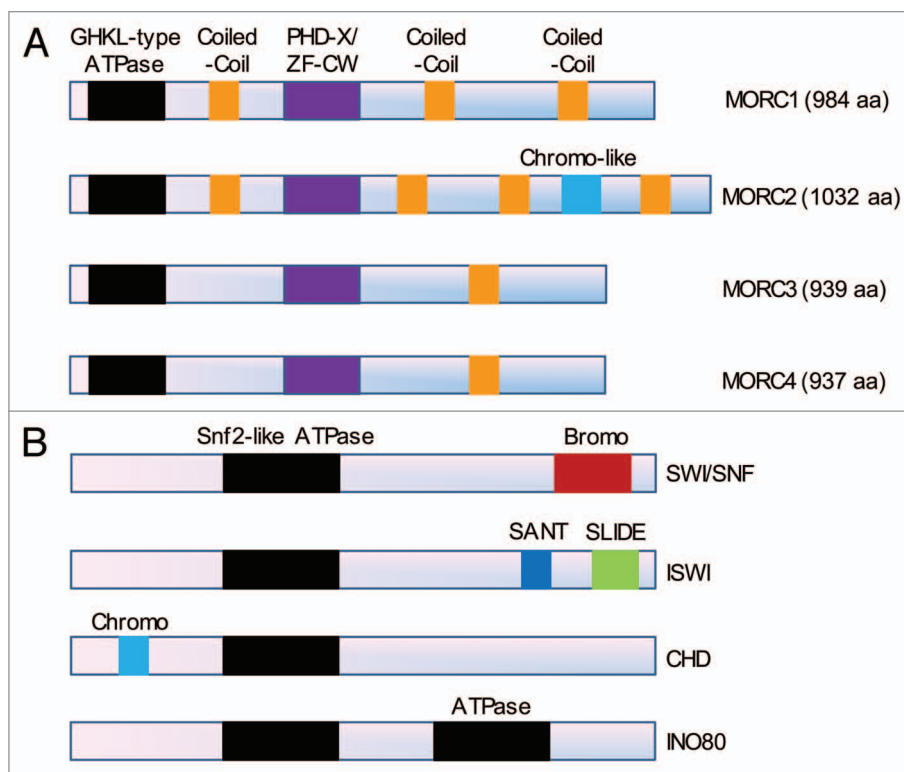 A
GHKL-type Coiled PHD-X/ Coiled Coiled
ATPase -Coil ZF-CW -Coil -Coil
MORC1 (984 aa)
Chromo-like
MORC2 (1032 aa)
MORC3 (939 aa)
MORC4 (937 aa)
B
Snf2-like ATPase Bromo
SWI/SNF
SANT SLIDE
ISWI
Chromo
CHD
ATPase
INO80